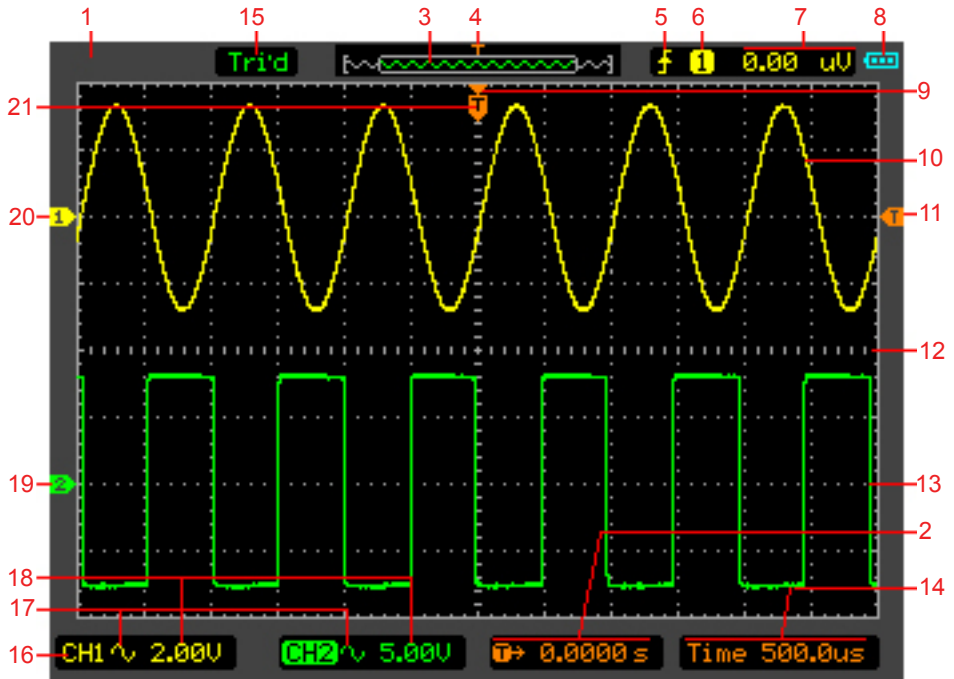 1 15 3 4 5 6 7 8
Tri'd T 1 0.00 uV
21 T 9
10
20 1 T 11
12
19 2 13
2
18 14
17
16 CH1 2.00V CH2 5.00V T 0.0000s Time 500.0us